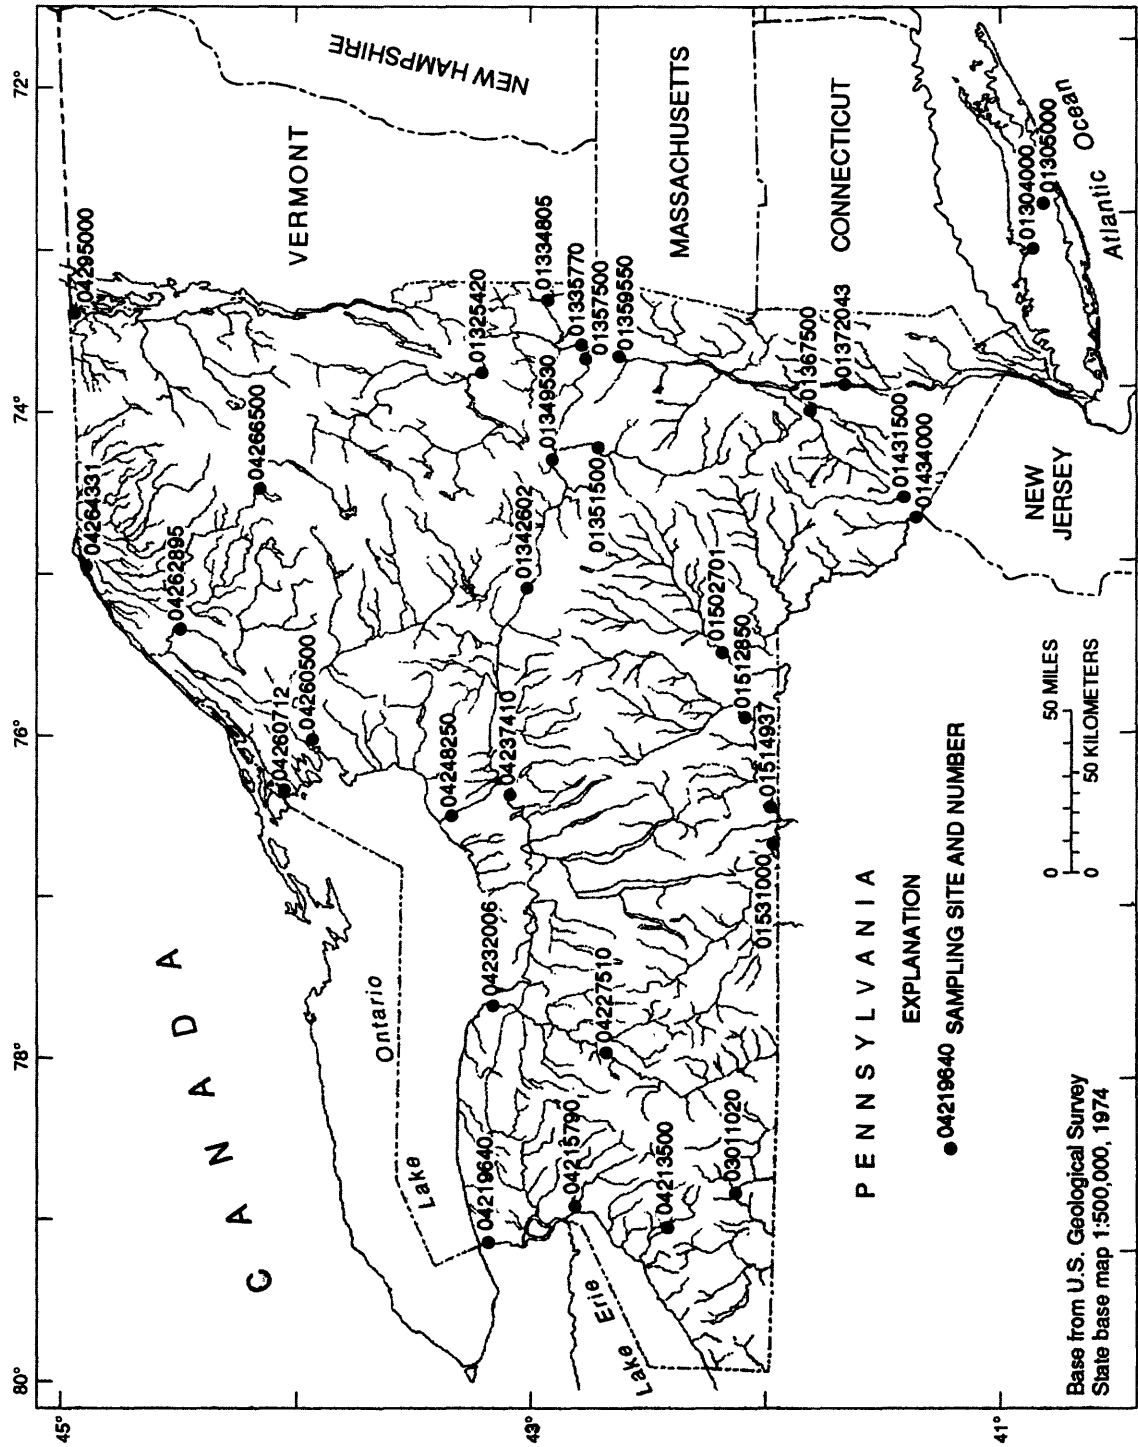 80°
78°
76°
74°
72°
45°
43°
41°
CANADA
Lake Ontario
Lake Erie
VERMONT
NEW HAMPSHIRE
MASSACHUSETTS
CONNECTICUT
NEW
JERSEY
PENNSYLVANIA
Atlantic Ocean
04295000
04264331
04262895
04266500
04260712
04260500
04248250
04237410
04232006
04219640
04215790
04227510
04213500
03011020
01325420
01334805
01335770
01357500
01359550
01349530
01342602
01351500
01502701
01512850
01514937
01531000
01367500
01372043
01431500
01434000
01304000
01305000
EXPLANATION
04219640 SAMPLING SITE AND NUMBER
0 50 MILES
0 50 KILOMETERS
Base from U.S. Geological Survey
State base map 1:500,000, 1974